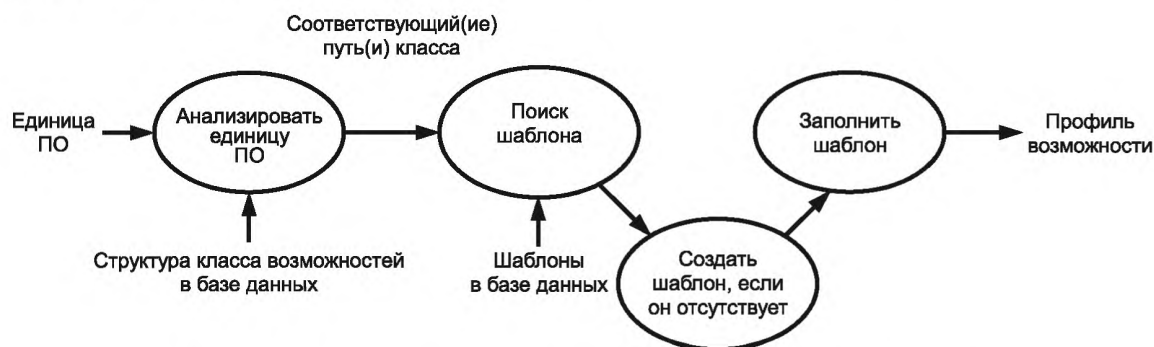 Соответствующий(ие)
путь(и) класса
Единица
ПО
Анализировать
единицу
ПО
Поиск
шаблона
Заполнить
шаблон
Профиль
возможности
Структура класса возможностей
в базе данных
Шаблоны
в базе данных
Создать
шаблон, если
он отсутствует